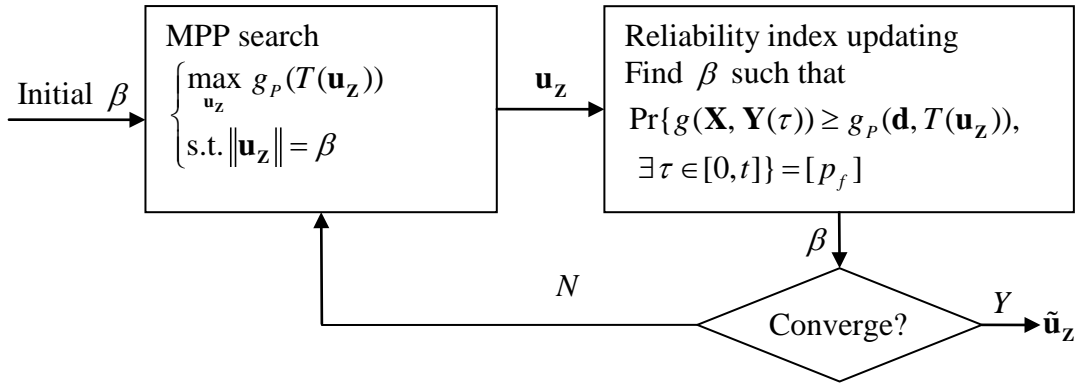 Initial β
MPP search
max g_P(T(u_Z))
u_Z
s.t. ‖u_Z‖ = β
u_Z
Reliability index updating
Find β such that
Pr{g(X, Y(τ)) ≥ g_P(d, T(u_Z)),
∃τ ∈ [0, t]} = [p_f]
β
N
Converge?
Y
ũ_Z